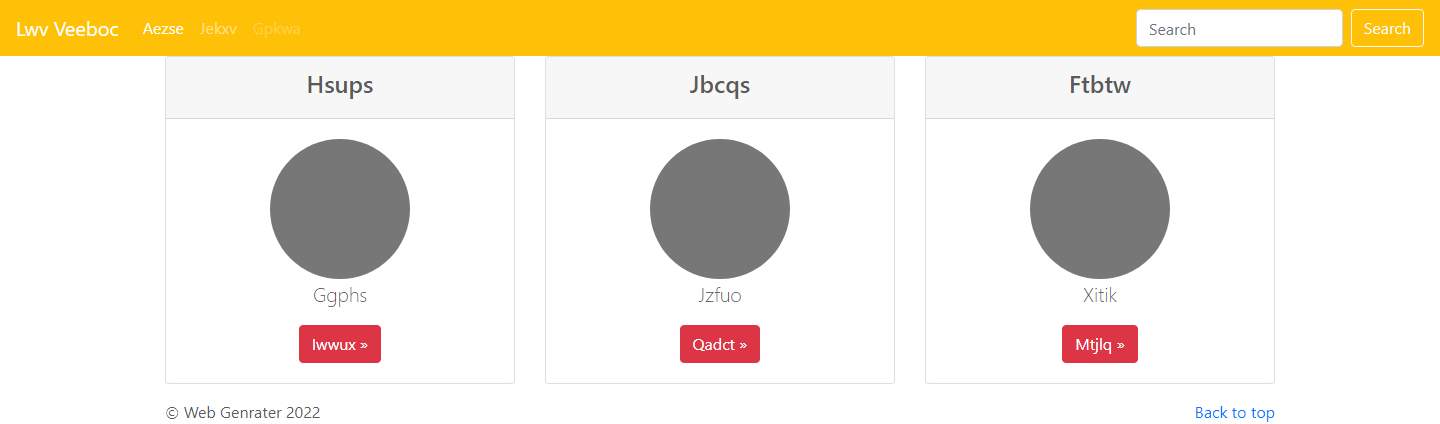 Lwv Veeboc Aezse Jekxv Gpkwa Search Search
Hsups Jbcqs Ftbtw
Ggphs Jzfuo Xitik
Iwwux » Qadct » Mtjlq »
© Web Genrater 2022 Back to top